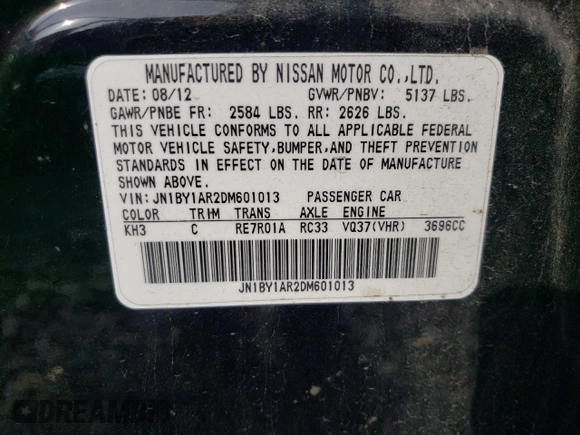 MANUFACTURED BY NISSAN MOTOR CO.,LTD.
DATE: 08/12 GVWR/PNBV: 5137 LBS.
GAWR/PNBE FR: 2584 LBS. RR: 2626 LBS.
THIS VEHICLE CONFORMS TO ALL APPLICABLE FEDERAL
MOTOR VEHICLE SAFETY,BUMPER,AND THEFT PREVENTION
STANDARDS IN EFFECT ON THE DATE OF MANUFACTURE
SHOWN ABOVE.
VIN:JN1BY1AR2DM601013 PASSENGER CAR
COLOR TRIM TRANS AXLE ENGINE
KH3 C RE7R01A RC33 VQ37(VHR) 3696CC
JN1BY1AR2DM601013